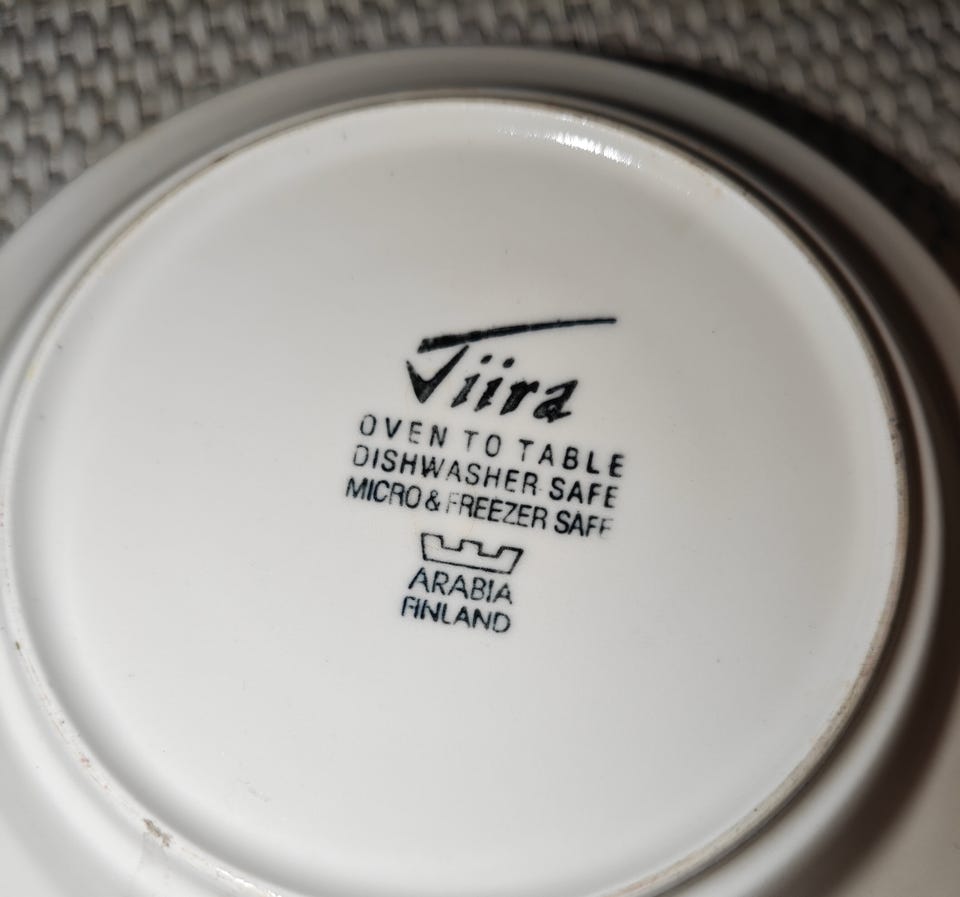 Tiira
OVEN TO TABLE
DISHWASHER SAFE
MICRO & FREEZER SAFE
ARABIA
FINLAND